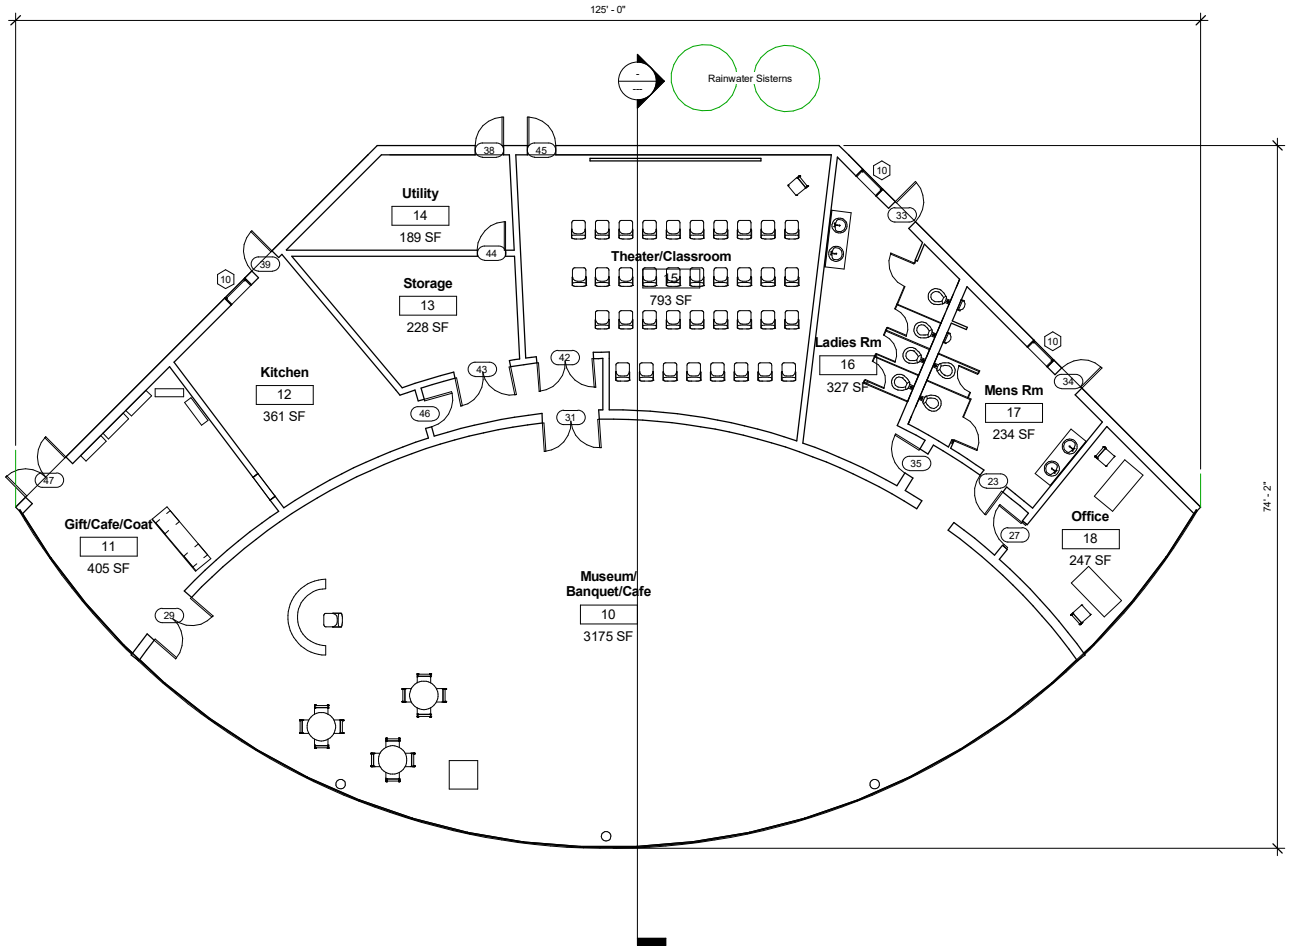 125' - 0"
-
---
Rainwater Sisterns
38
45
10
33
Utility
14
189 SF
44
39
10
Theater/Classroom
15
793 SF
Storage
13
228 SF
10
Ladies Rm
16
327 SF
42
43
34
Kitchen
12
361 SF
46
31
Mens Rm
17
234 SF
35
23
47
74' - 2"
Gift/Cafe/Coat
11
405 SF
27
Office
18
247 SF
Museum/
Banquet/Cafe
10
3175 SF
29